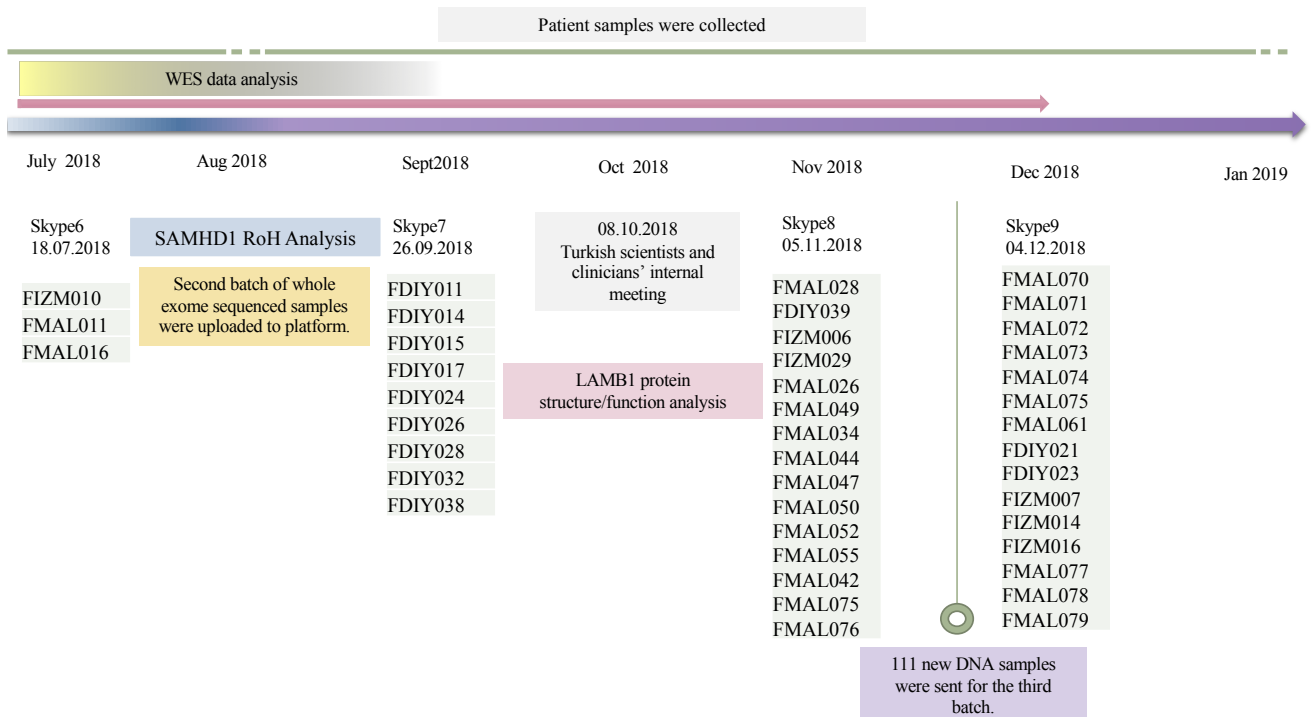 Patient samples were collected
WES data analysis
July 2018
Aug 2018
Sept2018
Oct 2018
Nov 2018
Dec 2018
Jan 2019
Skype6
18.07.2018
FIZM010
FMAL011
FMAL016
SAMHD1 RoH Analysis
Second batch of whole
exome sequenced samples
were uploaded to platform.
Skype7
26.09.2018
FDIY011
FDIY014
FDIY015
FDIY017
FDIY024
FDIY026
FDIY028
FDIY032
FDIY038
08.10.2018
Turkish scientists and
clinicians’ internal
meeting
LAMB1 protein
structure/function analysis
Skype8
05.11.2018
FMAL028
FDIY039
FIZM006
FIZM029
FMAL026
FMAL049
FMAL034
FMAL044
FMAL047
FMAL050
FMAL052
FMAL055
FMAL042
FMAL075
FMAL076
111 new DNA samples
were sent for the third
batch.
Skype9
04.12.2018
FMAL070
FMAL071
FMAL072
FMAL073
FMAL074
FMAL075
FMAL061
FDIY021
FDIY023
FIZM007
FIZM014
FIZM016
FMAL077
FMAL078
FMAL079